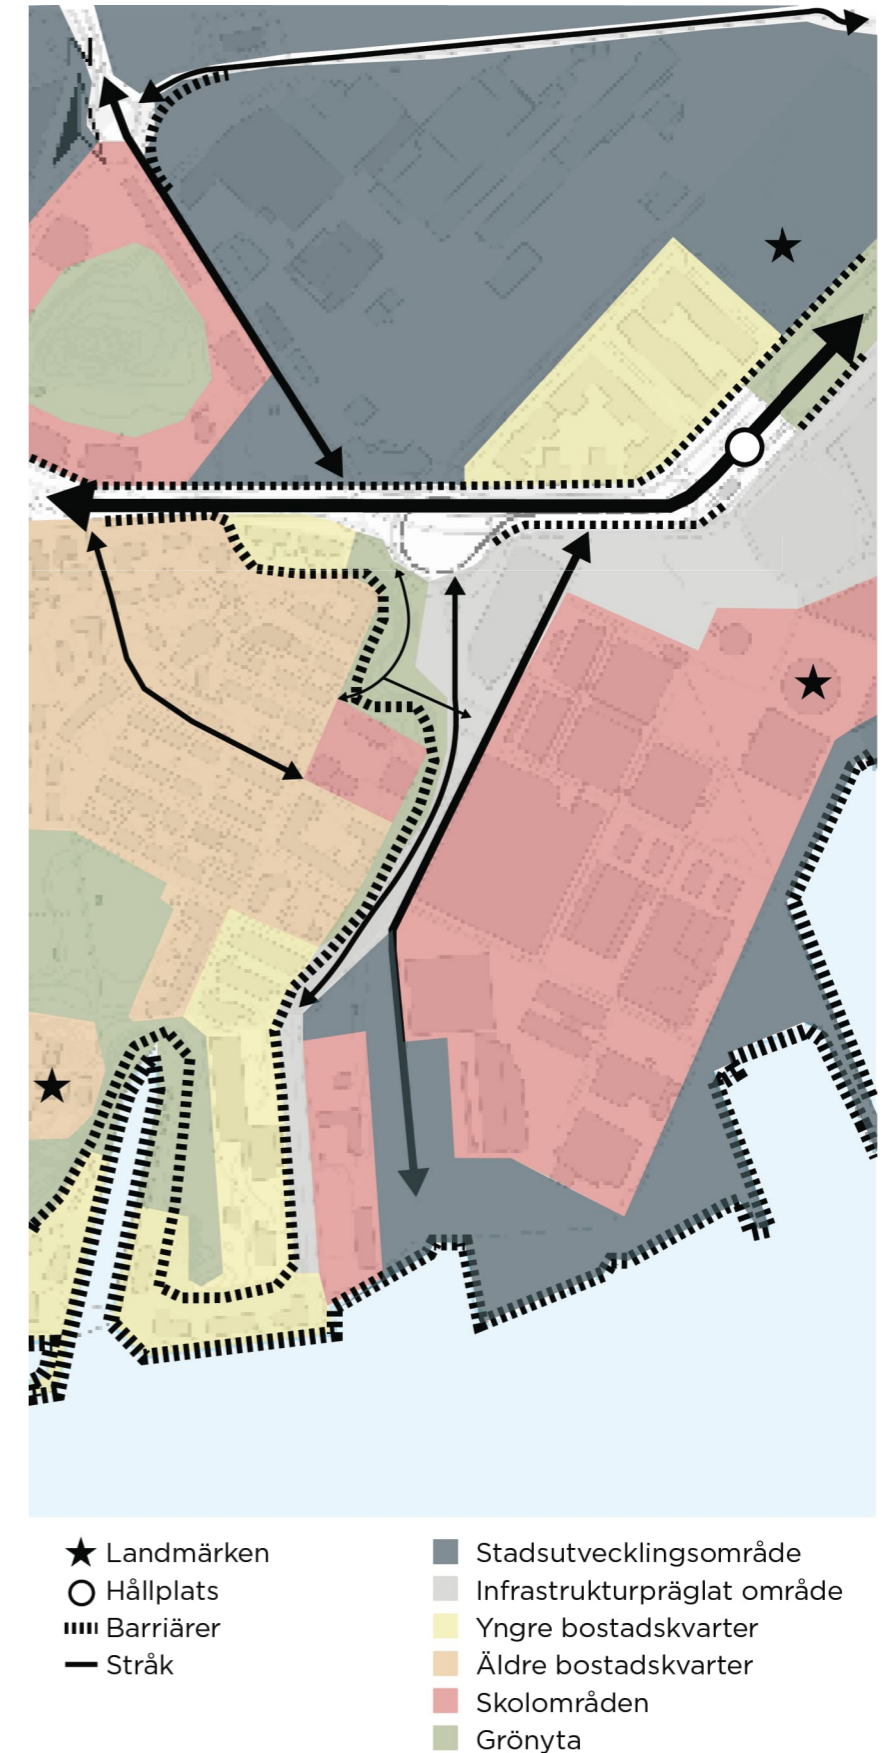 Landmärken
Hållplats
Barriärer
Stråk
Stadsutvecklingsområde
Infrastrukturpräglat område
Yngre bostadskvarter
Äldre bostadskvarter
Skolområden
Grönyta